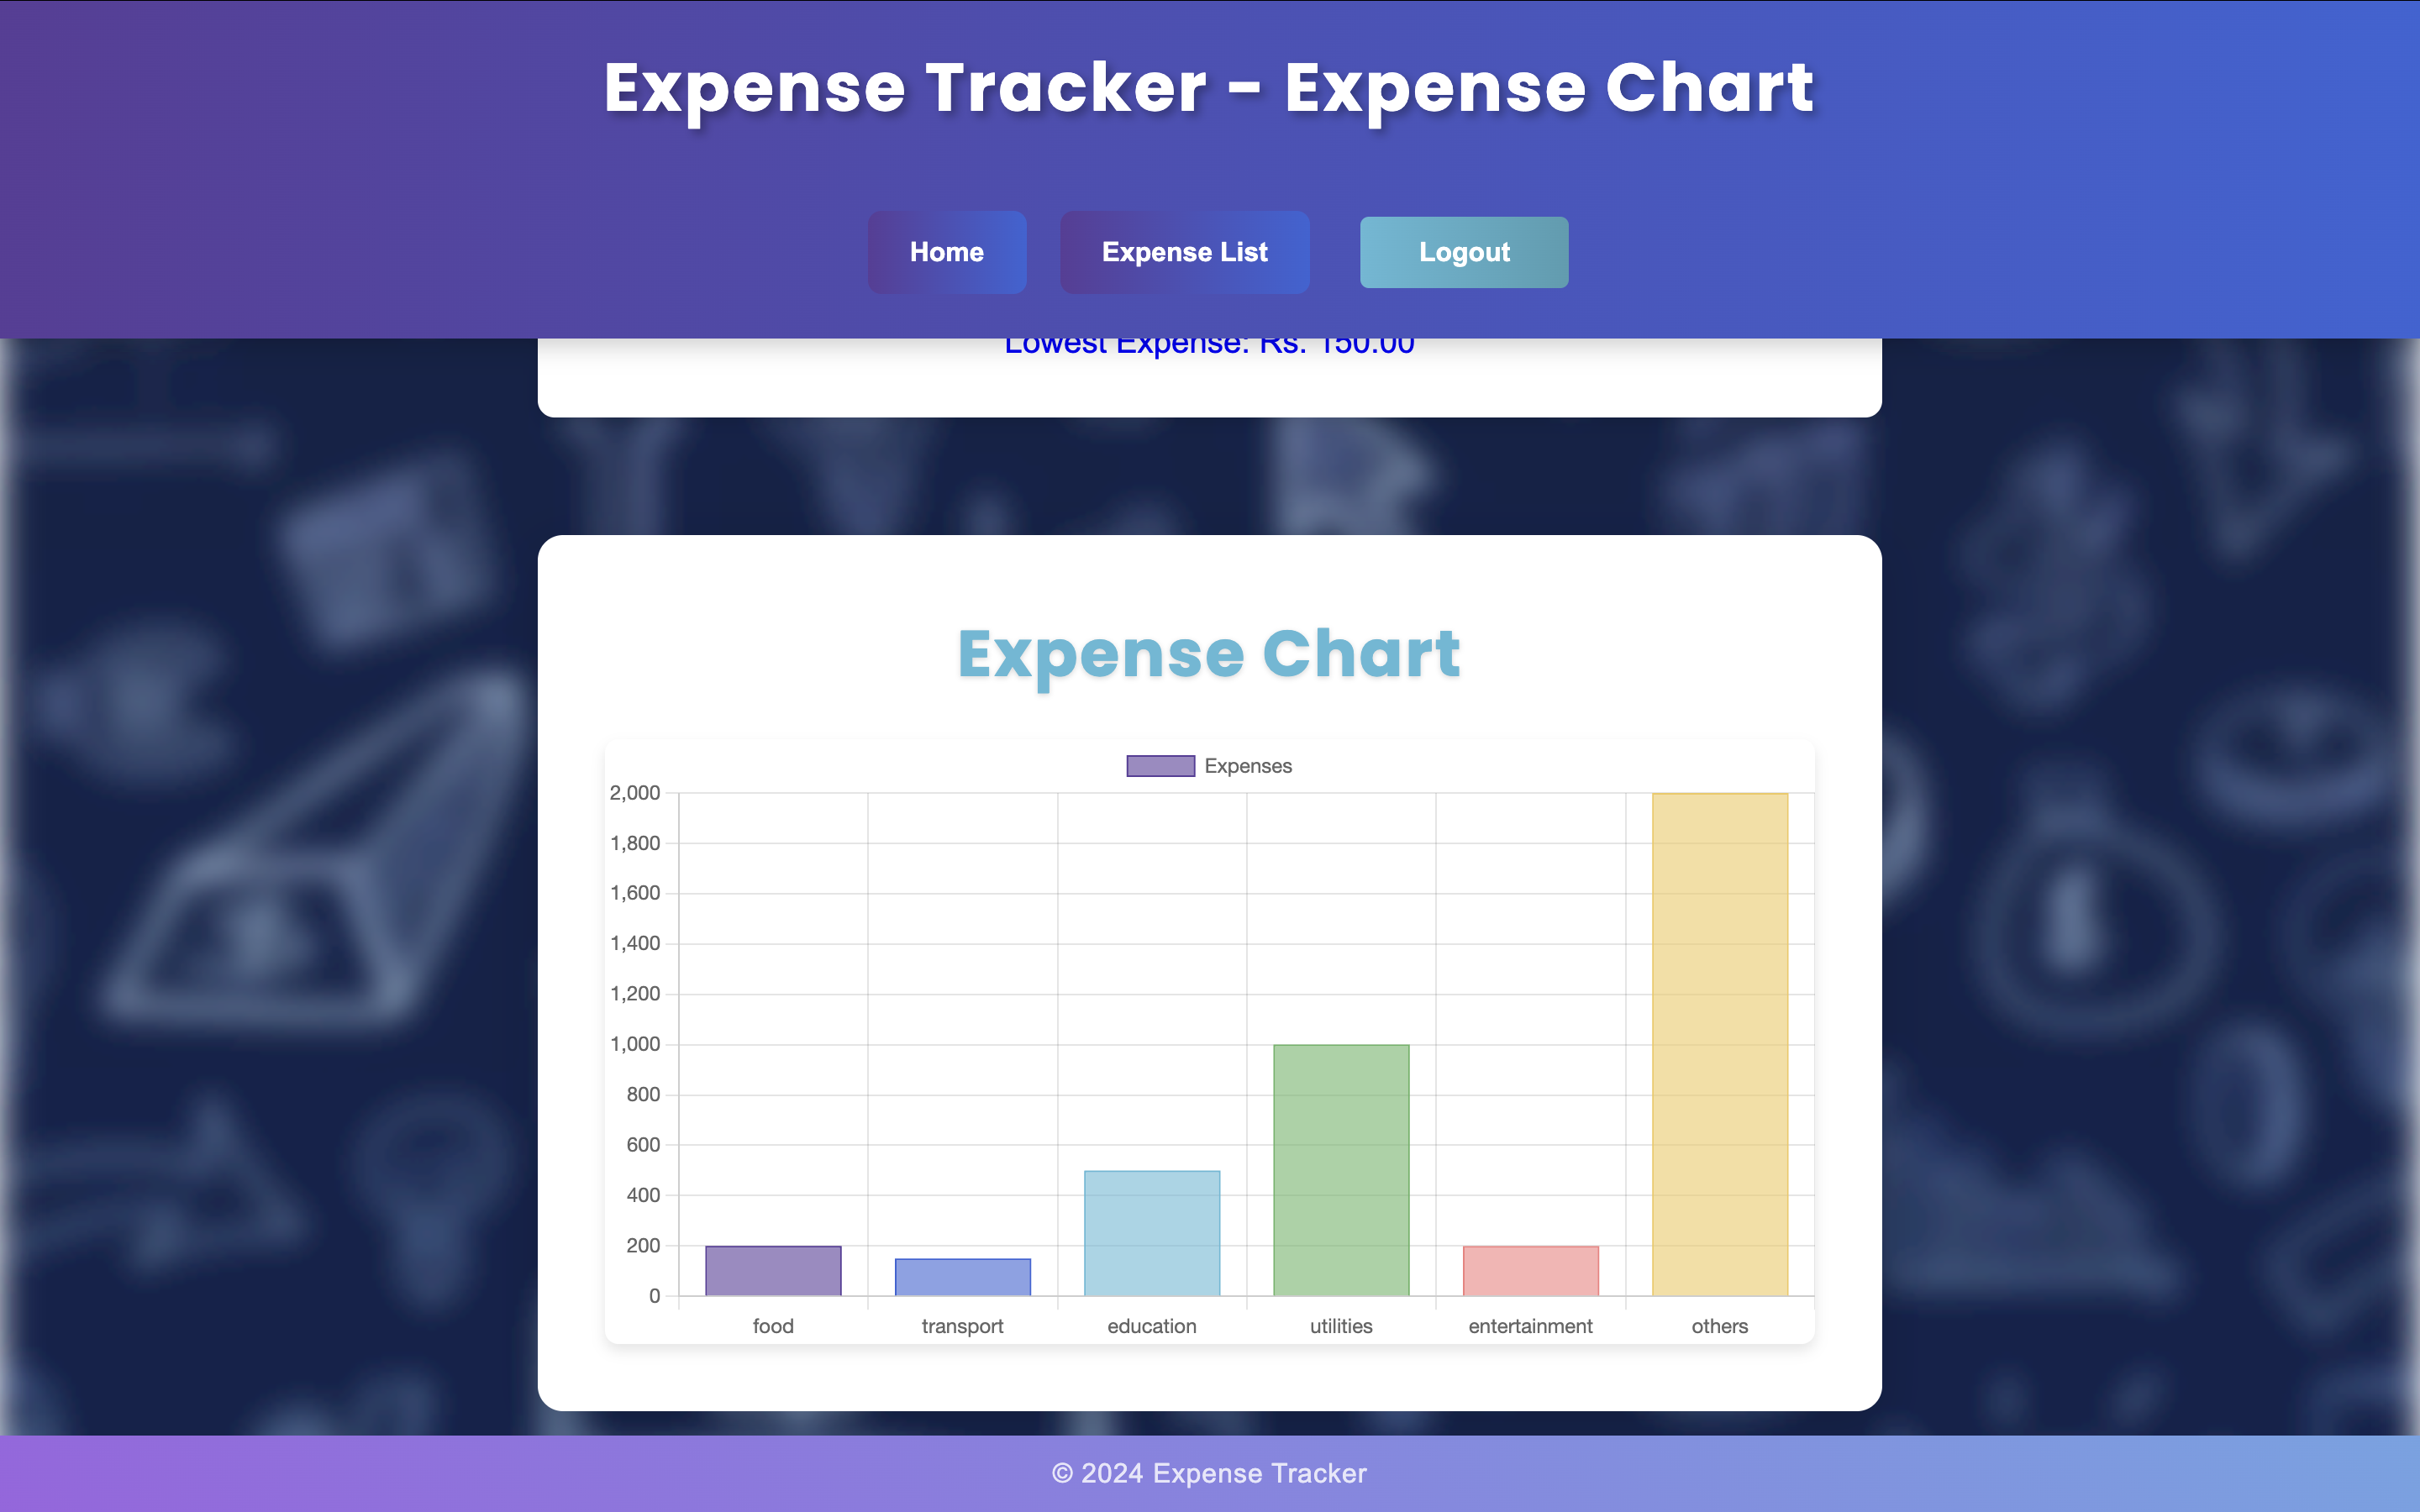 Expense Tracker - Expense Chart
Home Expense List Logout
Lowest Expense: Rs. 150.00
Expense Chart
Expenses
2,000
1,800
1,600
1,400
1,200
1,000
800
600
400
200
0
food transport education utilities entertainment others
© 2024 Expense Tracker